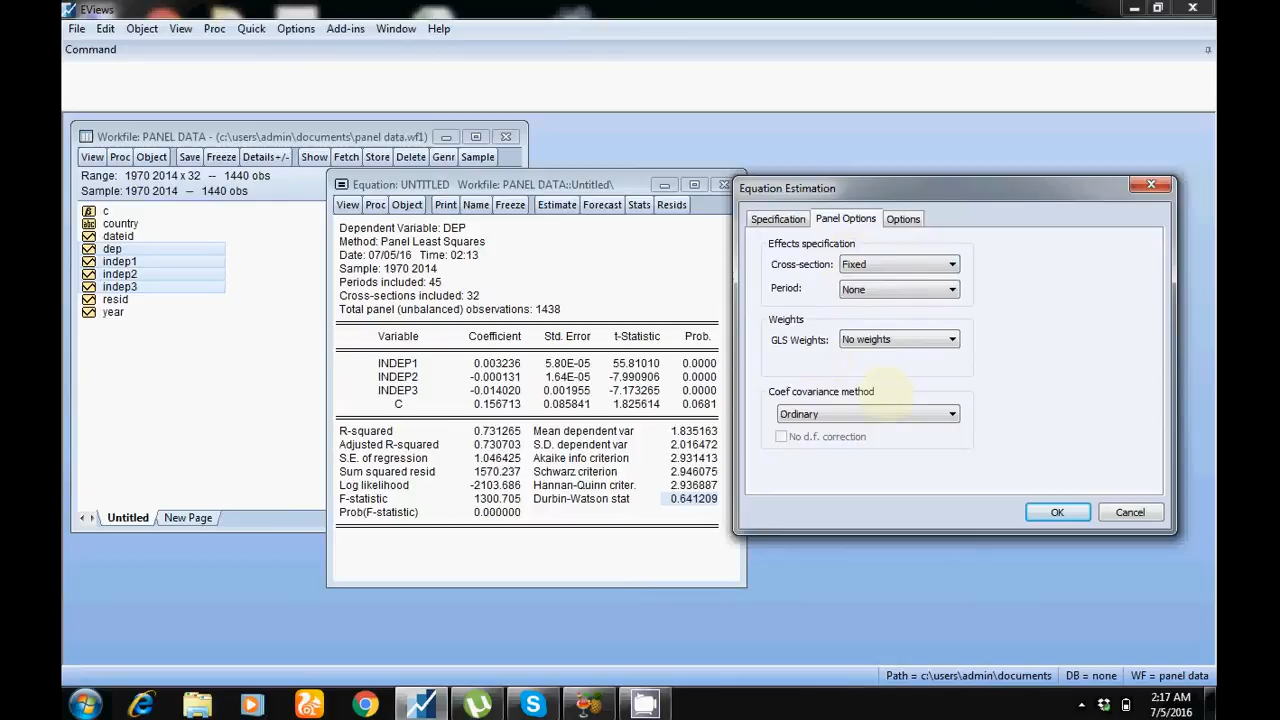 EViews
File Edit Object View Proc Quick Options Add-ins Window Help
Command
Workfile: PANEL DATA - (c:\users\admin\documents\panel data.wf1)
View Proc Object Save Freeze Details+/- Show Fetch Store Delete Genr Sample
Range: 1970 2014 x 32 -- 1440 obs
Sample: 1970 2014 -- 1440 obs
c
country
dateid
dep
indep1
indep2
indep3
resid
year
Untitled New Page
Equation: UNTITLED Workfile: PANEL DATA::Untitled\
View Proc Object Print Name Freeze Estimate Forecast Stats Resids
Dependent Variable: DEP
Method: Panel Least Squares
Date: 07/05/16 Time: 02:13
Sample: 1970 2014
Periods included: 45
Cross-sections included: 32
Total panel (unbalanced) observations: 1438
Variable Coefficient Std. Error t-Statistic Prob.
INDEP1 0.003236 5.80E-05 55.81010 0.0000
INDEP2 -0.000131 1.64E-05 -7.990906 0.0000
INDEP3 -0.014020 0.001955 -7.173265 0.0000
C 0.156713 0.085841 1.825614 0.0681
R-squared 0.731265 Mean dependent var 1.835163
Adjusted R-squared 0.730703 S.D. dependent var 2.016472
S.E. of regression 1.046425 Akaike info criterion 2.931413
Sum squared resid 1570.237 Schwarz criterion 2.946075
Log likelihood -2103.686 Hannan-Quinn criter. 2.936887
F-statistic 1300.705 Durbin-Watson stat 0.641209
Prob(F-statistic) 0.000000
Equation Estimation
Specification Panel Options Options
Effects specification
Cross-section: Fixed
Period: None
Weights
GLS Weights: No weights
Coef covariance method
Ordinary
No d.f. correction
OK Cancel
Path = c:\users\admin\documents DB = none WF = panel data
2:17 AM
7/5/2016